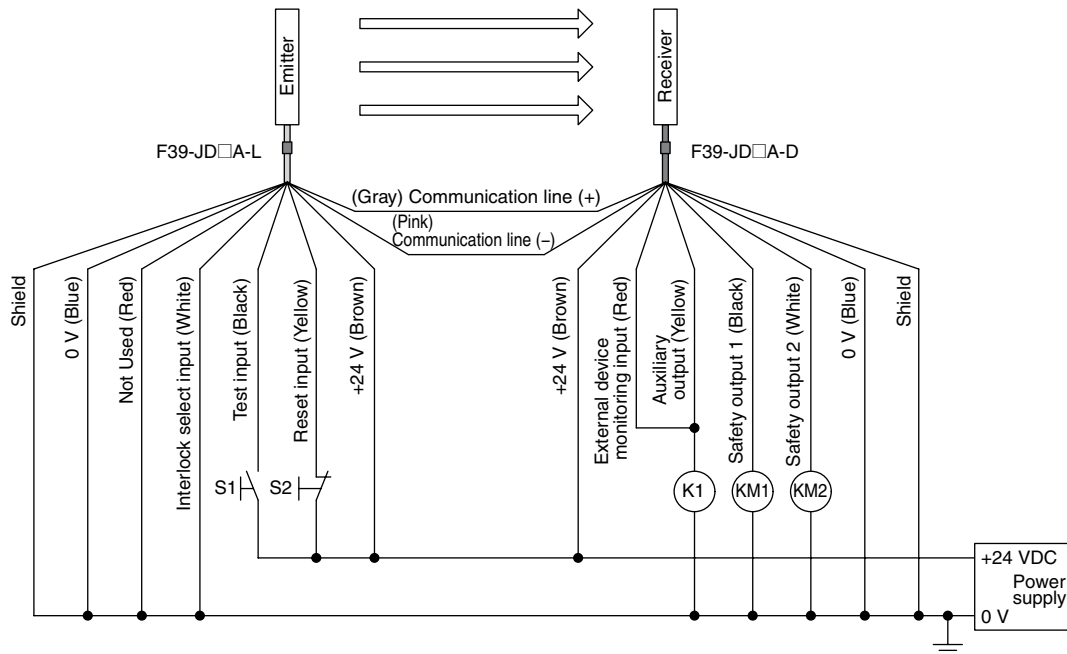 Emitter
Receiver
F39-JD□A-L
F39-JD□A-D
(Gray) Communication line (+)
(Pink)
Communication line (−)
Shield
0 V (Blue)
Not Used (Red)
Interlock select input (White)
Test input (Black)
Reset input (Yellow)
+24 V (Brown)
+24 V (Brown)
External device
monitoring input (Red)
Auxiliary
output (Yellow)
Safety output 1 (Black)
Safety output 2 (White)
0 V (Blue)
Shield
S1
S2
K1
KM1
KM2
+24 VDC
Power
supply
0 V